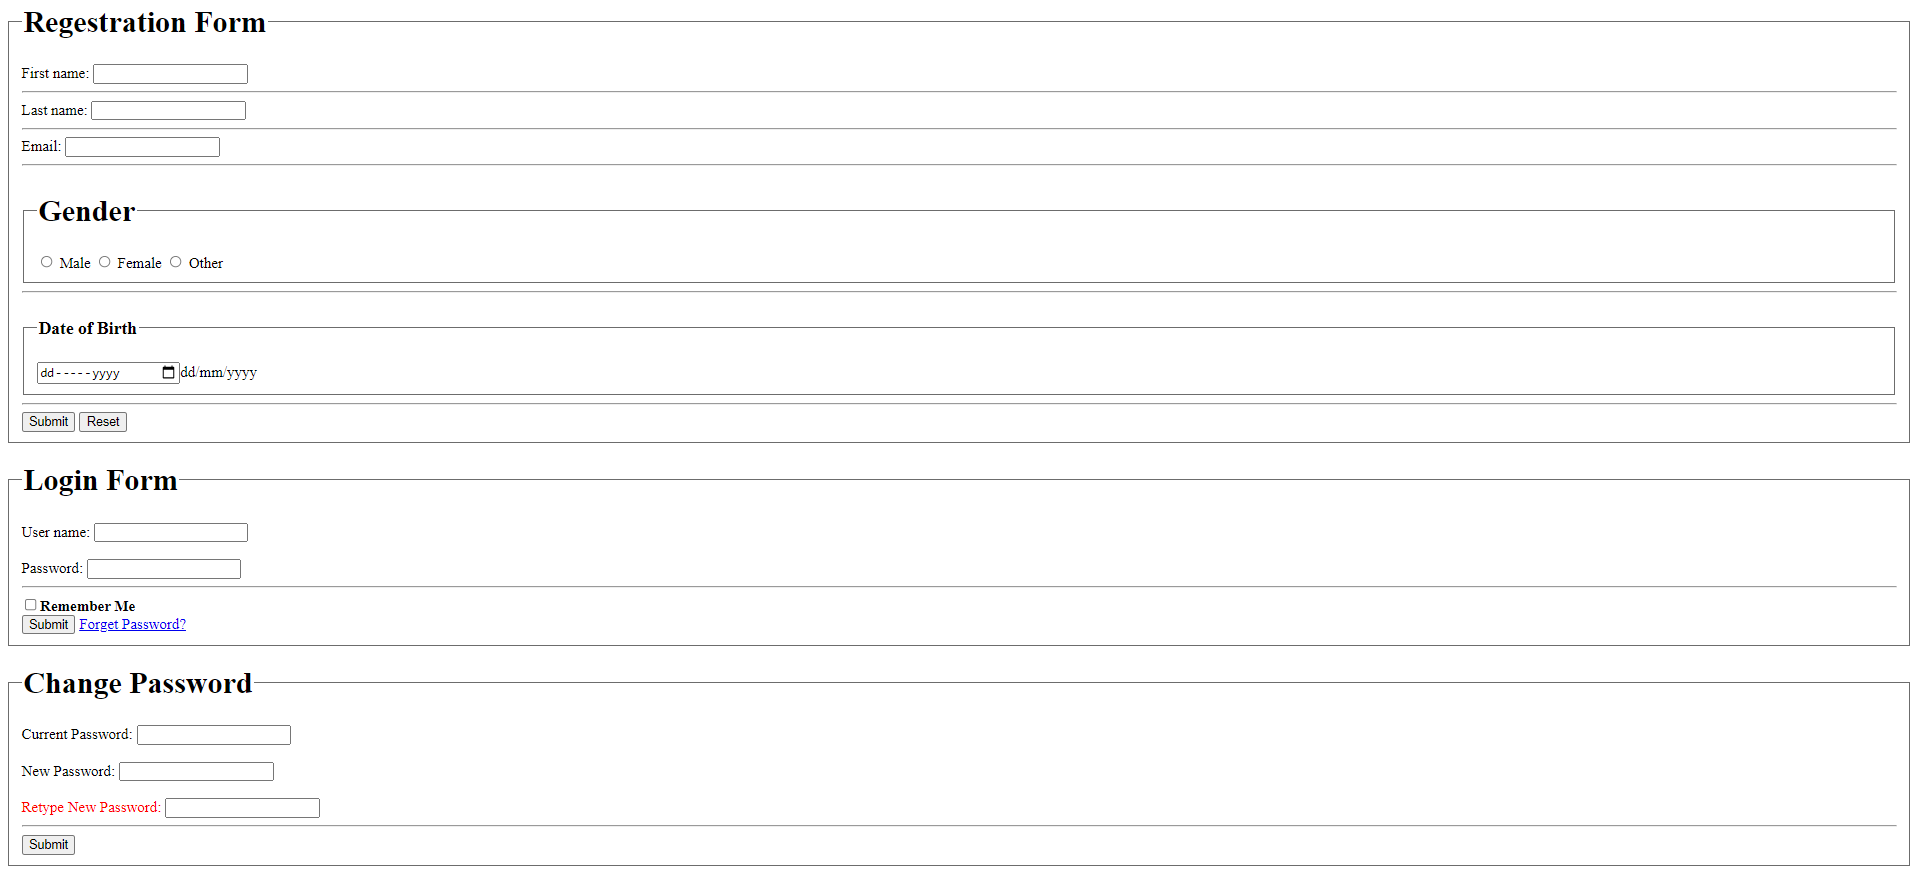 Regestration Form
First name:
Last name:
Email:
Gender
Male Female Other
Date of Birth
dd-----yyyy dd/mm/yyyy
Submit Reset
Login Form
User name:
Password:
Remember Me
Submit Forget Password?
Change Password
Current Password:
New Password:
Retype New Password:
Submit